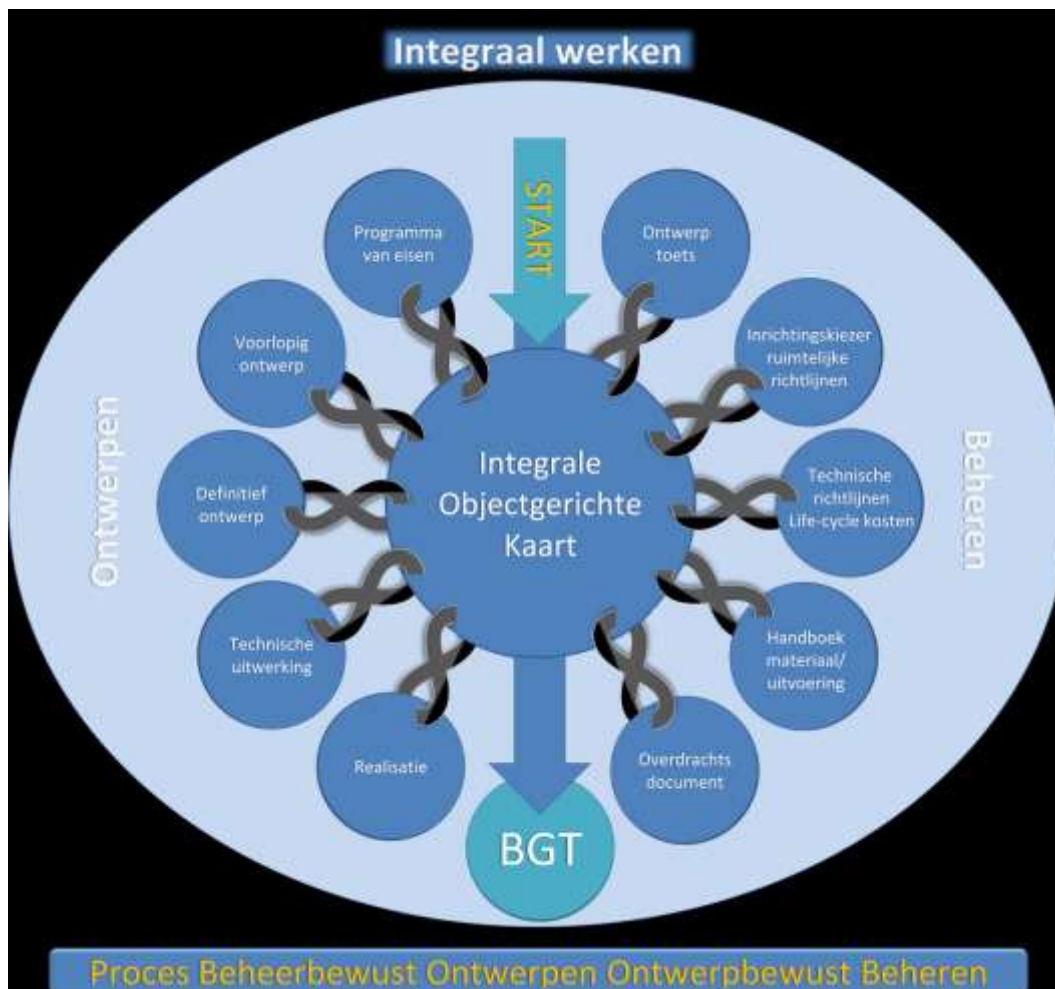 Integraal werken
START
Programma
van eisen
Ontwerp
toets
Voorlopig
ontwerp
Inrichtingskiezer
ruimtelijke
richtlijnen
Ontwerpen
Definitief
ontwerp
Integrale
Objectgerichte
Kaart
Technische
richtlijnen
Life-cycle kosten
Beheren
Technische
uitwerking
Handboek
materiaal/
uitvoering
Realisatie
Overdrachts
document
BGT
Proces Beheerbewust Ontwerpen Ontwerpbewust Beheren